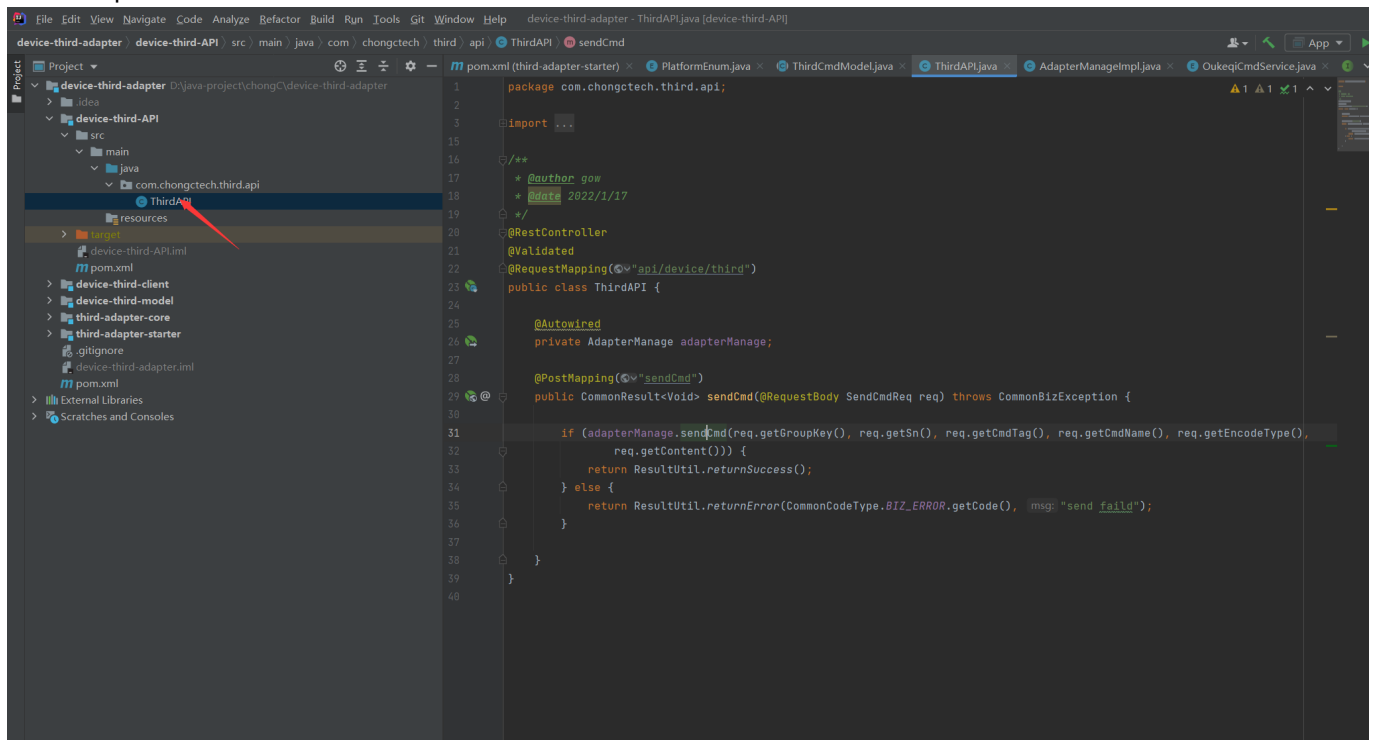 File Edit View Navigate Code Analyze Refactor Build Run Tools Git Window Help device-third-adapter - ThirdAPI.java [device-third-API]
device-third-adapter device-third-API src main java com chongctech third api ThirdAPI sendCmd App
Project
Project
pom.xml (third-adapter-starter) PlatformEnum.java ThirdCmdModel.java ThirdAPI.java AdapterManageImpl.java OukeqiCmdService.java
device-third-adapter D:\java-project\chongC\device-third-adapter
.idea
device-third-API
src
main
java
com.chongctech.third.api
ThirdAPI
resources
target
device-third-API.iml
pom.xml
device-third-client
device-third-model
third-adapter-core
third-adapter-starter
.gitignore
device-third-adapter.iml
pom.xml
External Libraries
Scratches and Consoles
1 package com.chongctech.third.api;
1 1 1
2
3 import ...
15
16 /**
17 * @author gow
18 * @date 2022/1/17
19 */
20 @RestController
21 @Validated
22 @RequestMapping("api/device/third")
23 public class ThirdAPI {
24
25 @Autowired
26 private AdapterManage adapterManage;
27
28 @PostMapping("sendCmd")
29 @ public CommonResult<Void> sendCmd(@RequestBody SendCmdReq req) throws CommonBizException {
30
31 if (adapterManage.sendCmd(req.getGroupKey(), req.getSn(), req.getCmdTag(), req.getCmdName(), req.getEncodeType(),
32 req.getContent())) {
33 return ResultUtil.returnSuccess();
34 } else {
35 return ResultUtil.returnError(CommonCodeType.BIZ_ERROR.getCode(), msg: "send faild");
36 }
37
38 }
39 }
40